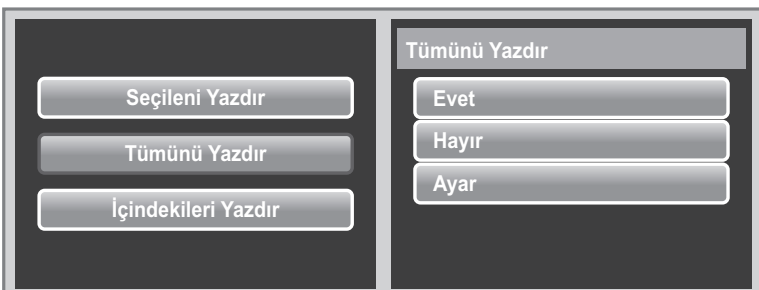 Seçileni Yazdır
Tümünü Yazdır
İçindekileri Yazdır
Tümünü Yazdır
Evet
Hayır
Ayar